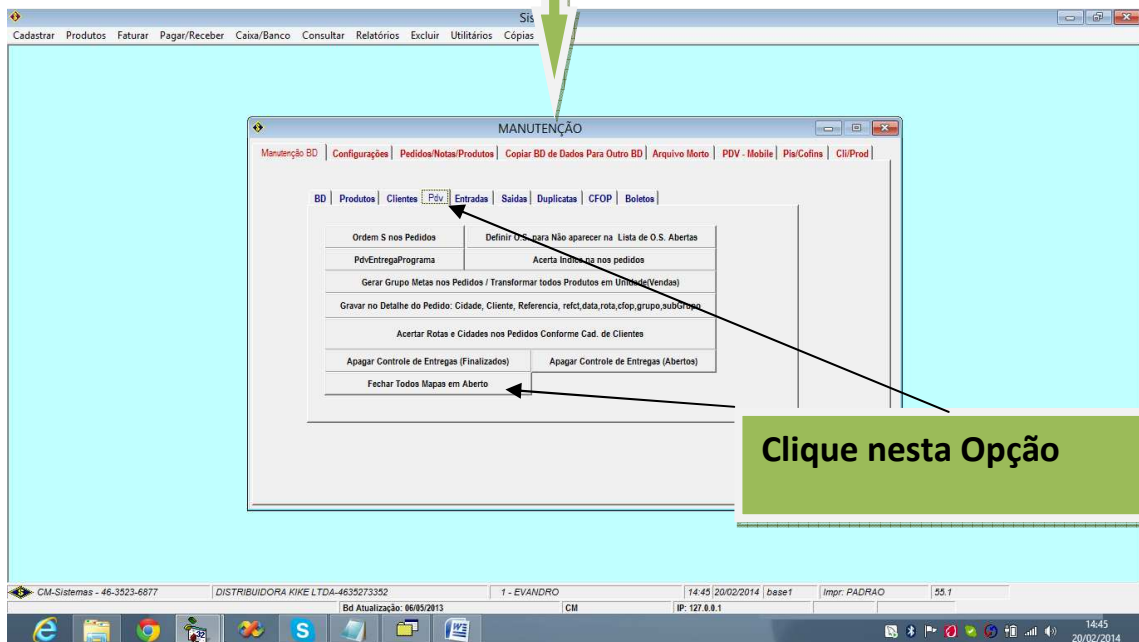 Sis
Cadastrar Produtos Faturar Pagar/Receber Caixa/Banco Consultar Relatórios Excluir Utilitários Cópias
MANUTENÇÃO
Manutenção BD Configurações Pedidos/Notas/Produtos Copiar BD de Dados Para Outro BD Arquivo Morto PDV - Mobile Pis/Cofins Cli/Prod
BD Produtos Clientes Pdv Entradas Saidas Duplicatas CFOP Boletos
Ordem S nos Pedidos Definir O.S. para Não aparecer na Lista de O.S. Abertas
PdvEntregaPrograma Acerta Indice na nos pedidos
Gerar Grupo Metas nos Pedidos / Transformar todos Produtos em Unidade(Vendas)
Gravar no Detalhe do Pedido: Cidade, Cliente, Referencia, refct,data,rota,cfop,grupo,subGrupo
Acertar Rotas e Cidades nos Pedidos Conforme Cad. de Clientes
Apagar Controle de Entregas (Finalizados) Apagar Controle de Entregas (Abertos)
Fechar Todos Mapas em Aberto
Clique nesta Opção
CM-Sistemas - 46-3523-6877 DISTRIBUIDORA KIKE LTDA-4635273352 1 - EVANDRO 14:45 20/02/2014 base1 Impr: PADRAO 55.1
Bd Atualização: 06/05/2013 CM IP: 127.0.0.1
14:45
20/02/2014